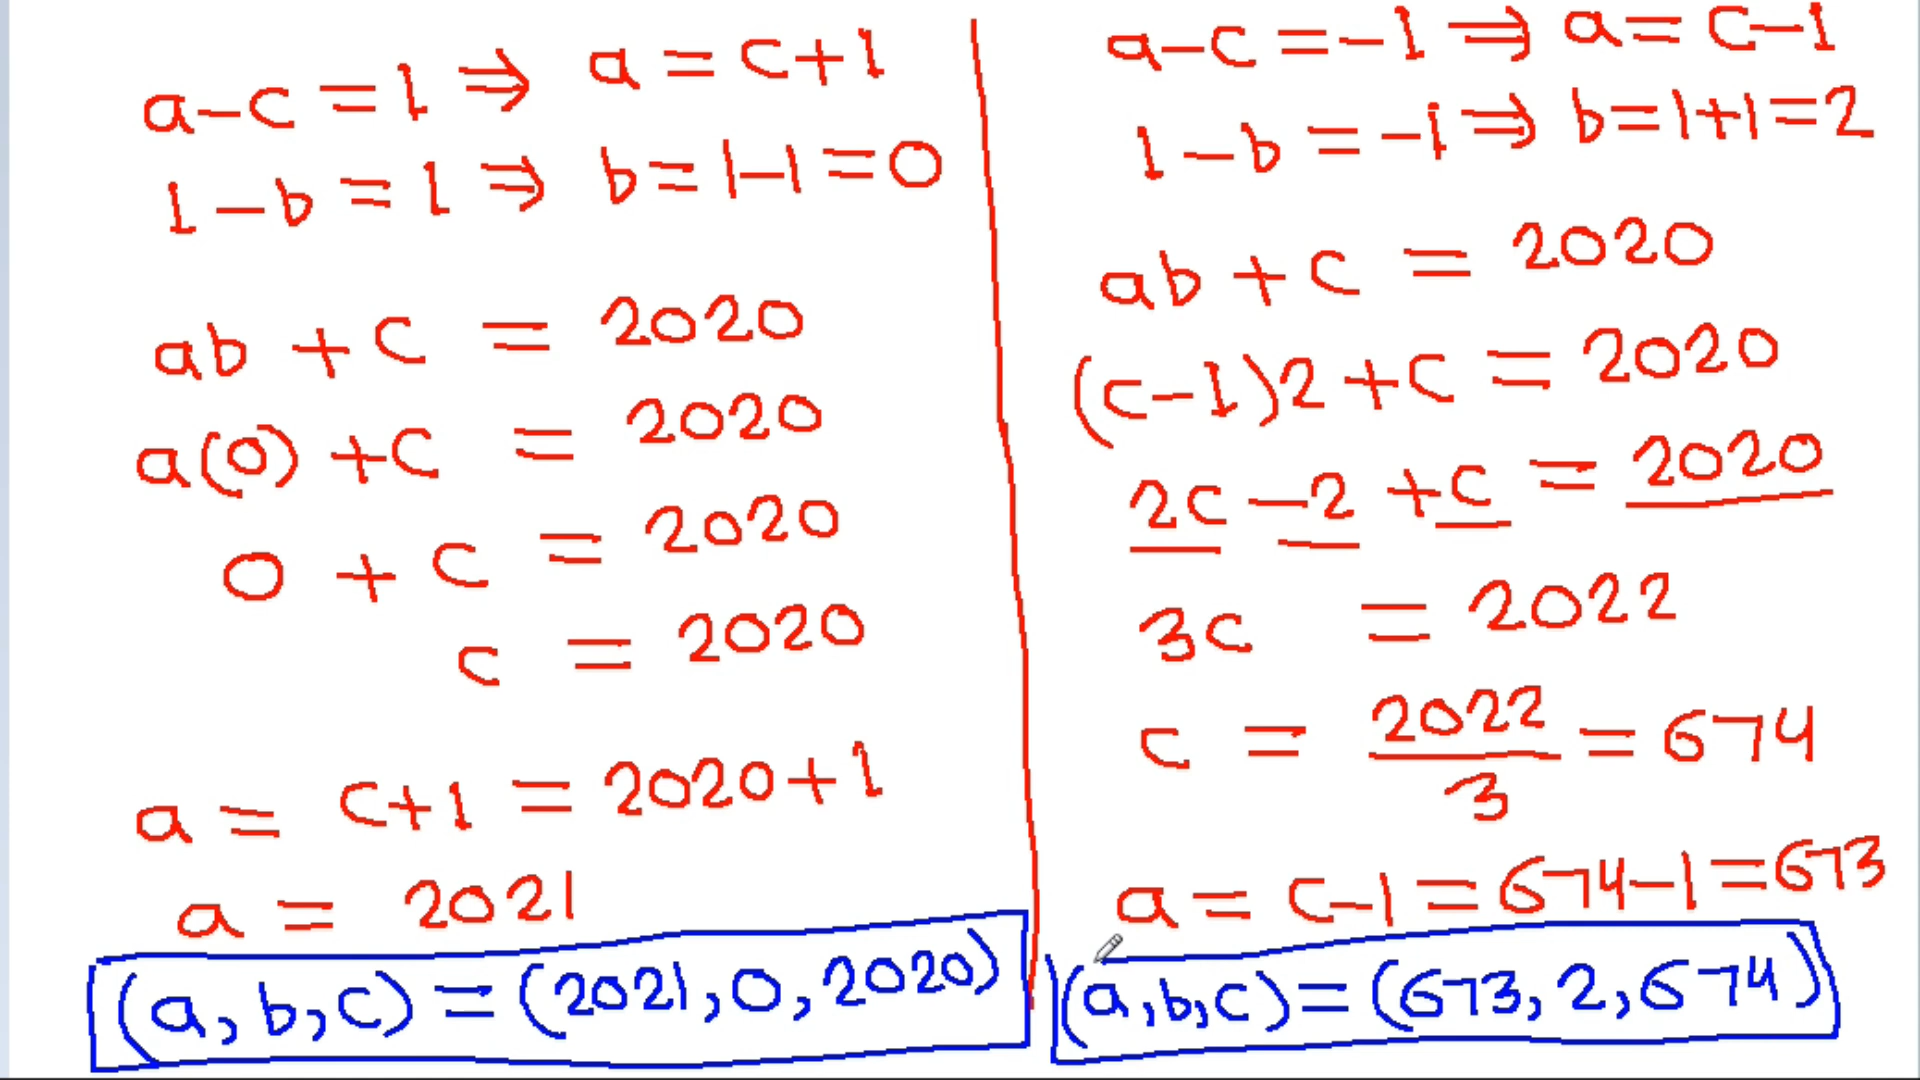 a-c=1⇒ a=c+1
1-b=1⇒ b=1-1=0
ab+c=2020
a(0)+c=2020
0+c=2020
c=2020
a=c+1=2020+1
a=2021
(a,b,c)=(2021,0,2020)
a-c=-1⇒ a=c-1
1-b=-1⇒ b=1+1=2
ab+c=2020
(c-1)2+c=2020
2c-2+c=2020
3c=2022
c=2022/3=674
a=c-1=674-1=673
(a,b,c)=(673,2,674)